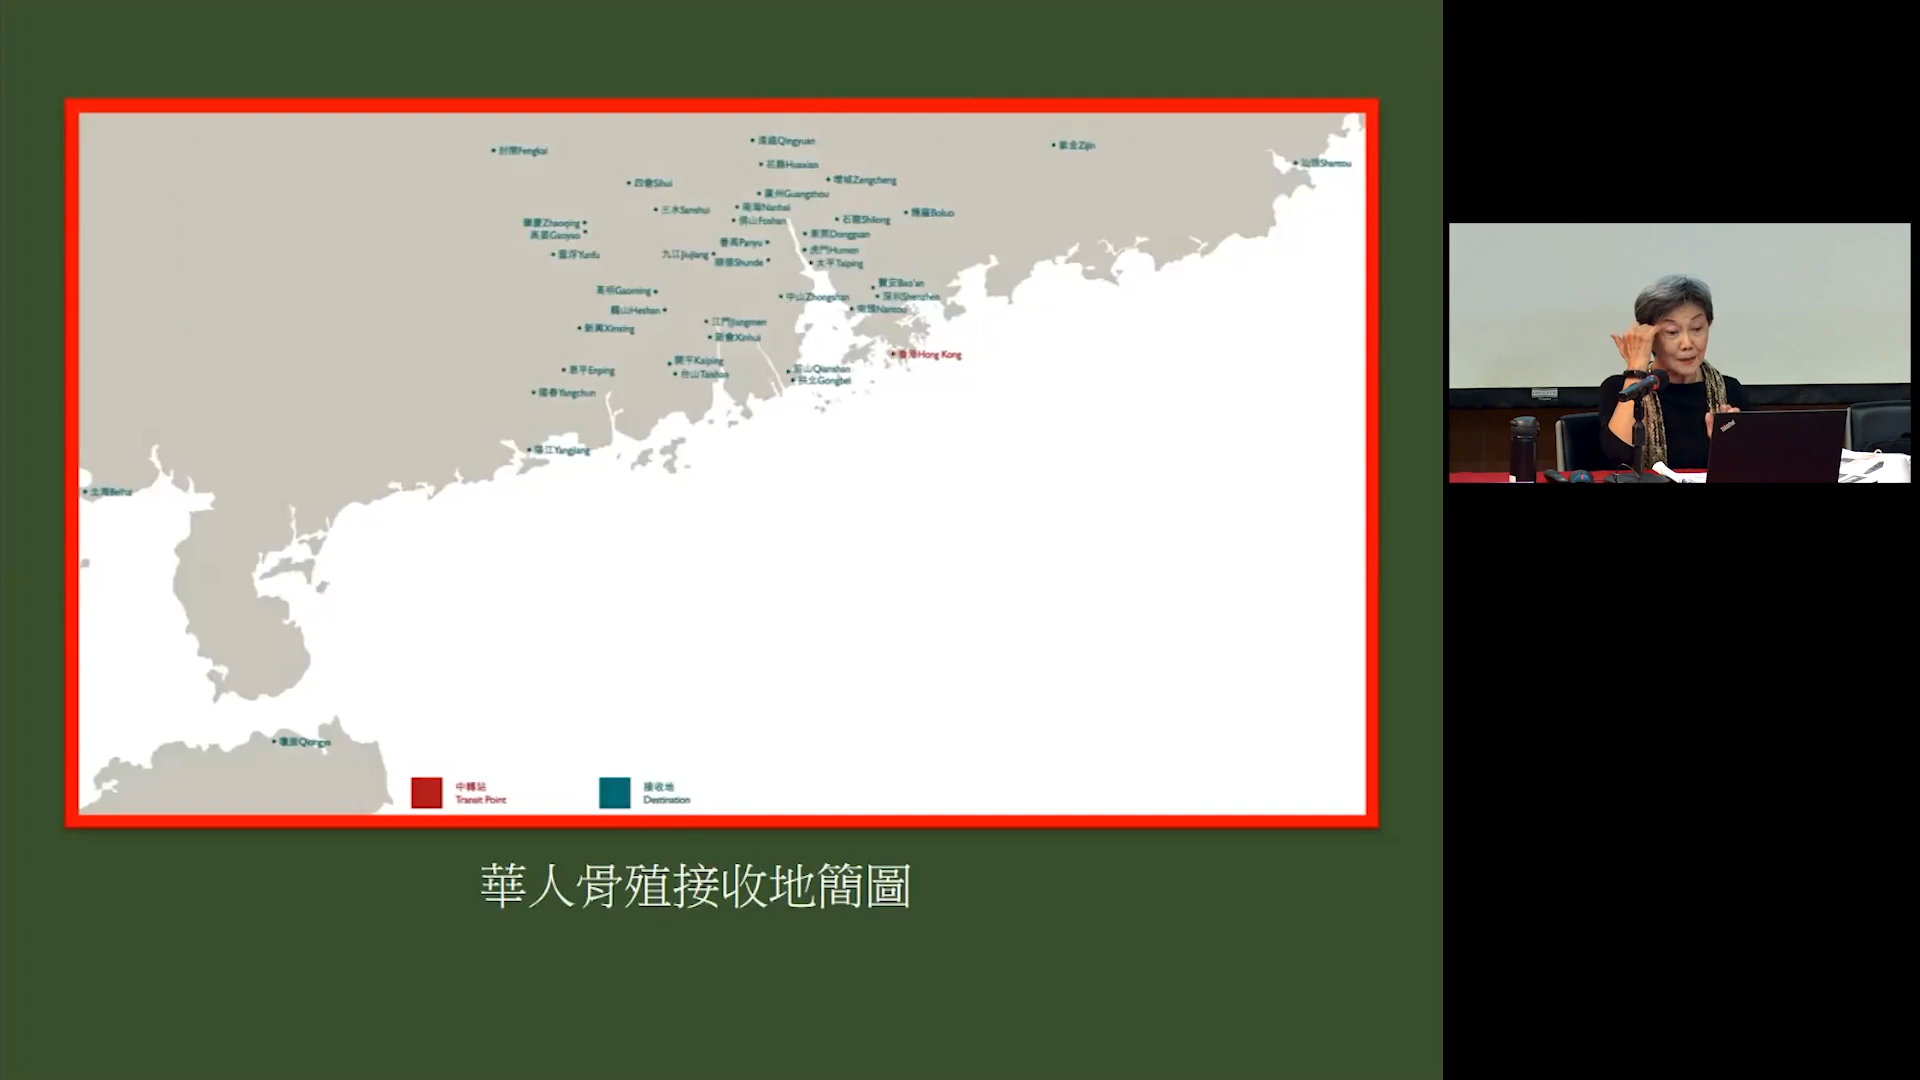 封開Fengkai
清遠Qingyuan
花縣Huaxian
紫金Zijin
汕頭Shantou
四會Sihui
增城Zengcheng
廣州Guangzhou
三水Sanshui
南海Nanhai
佛山Foshan
石龍Shilong
博羅Boluo
肇慶Zhaoqing
高要Gaoyao
東莞Dongguan
番禺Panyu
虎門Humen
雲浮Yunfu
九江Jiujiang
順德Shunde
太平Taiping
寶安Bao'an
高明Gaoming
中山Zhongshan
深圳Shenzhen
鶴山Heshan
南頭Nantou
新興Xinxing
江門Jiangmen
新會Xinhui
香港Hong Kong
恩平Enping
開平Kaiping
台山Taishan
前山Qianshan
拱北Gongbei
陽春Yangchun
陽江Yangjiang
北海Beihai
中轉站
Transit Point
接收地
Destination
華人骨殖接收地簡圖